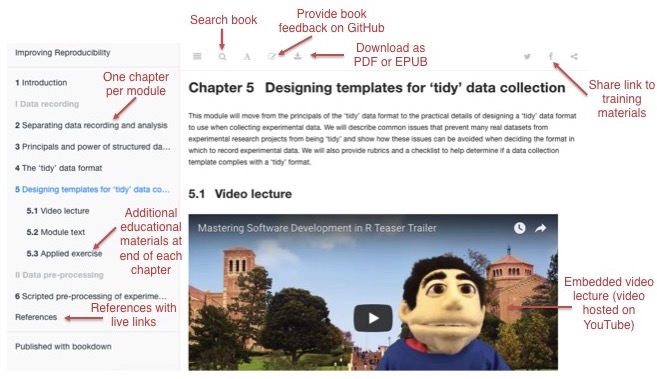 Search book
Provide book
feedback on GitHub
Download as
PDF or EPUB
Share link to
training
materials
Improving Reproducibility
1 Introduction
I Data recording
One chapter
per module
2 Separating data recording and analysis
3 Principals and power of structured da...
4 The 'tidy' data format
5 Designing templates for 'tidy' data co...
5.1 Video lecture
5.2 Module text
5.3 Applied exercise
Additional
educational
materials at
end of each
chapter
II Data pre-processing
6 Scripted pre-processing of experime...
References
References with
live links
Published with bookdown
A
Chapter 5 Designing templates for 'tidy' data collection
This module will move from the principals of the 'tidy' data format to the practical details of designing a 'tidy' data format
to use when collecting experimental data. We will describe common issues that prevent many real datasets from
experimental research projects from being 'tidy' and show how these issues can be avoided when deciding the format in
which to record experimental data. We will also provide rubrics and a checklist to help determine if a data collection
template complies with a 'tidy' format.
5.1 Video lecture
Mastering Software Development in R Teaser Trailer
Embedded video
lecture (video
hosted on
YouTube)